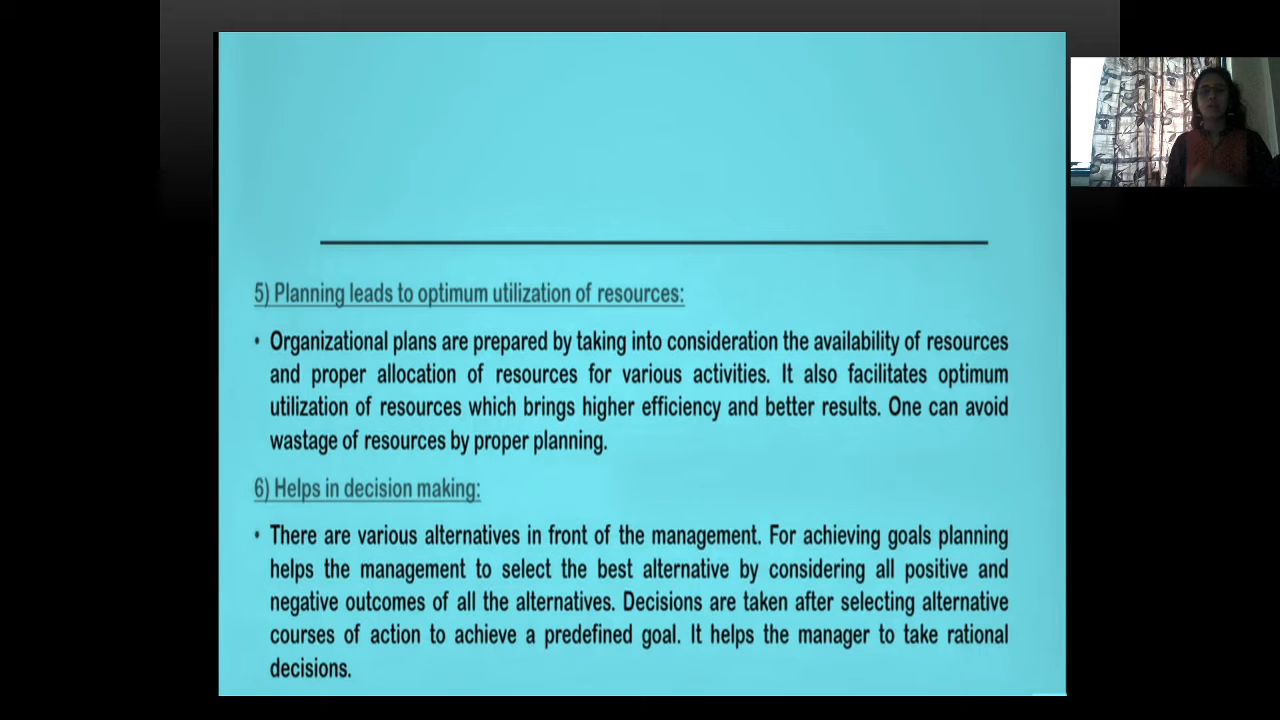 5) Planning leads to optimum utilization of resources:
• Organizational plans are prepared by taking into consideration the availability of resources
and proper allocation of resources for various activities. It also facilitates optimum
utilization of resources which brings higher efficiency and better results. One can avoid
wastage of resources by proper planning.
6) Helps in decision making:
• There are various alternatives in front of the management. For achieving goals planning
helps the management to select the best alternative by considering all positive and
negative outcomes of all the alternatives. Decisions are taken after selecting alternative
courses of action to achieve a predefined goal. It helps the manager to take rational
decisions.